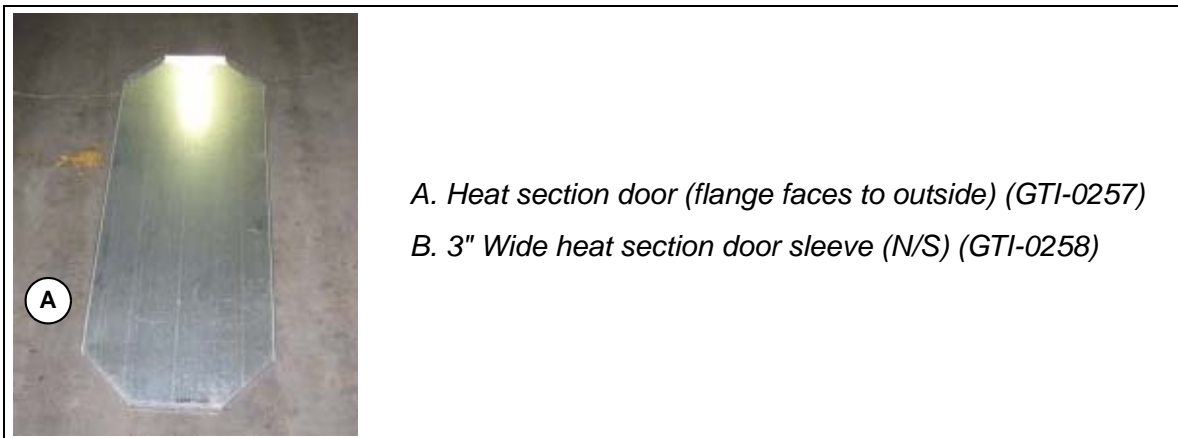 A
A. Heat section door (flange faces to outside) (GTI-0257)
B. 3" Wide heat section door sleeve (N/S) (GTI-0258)